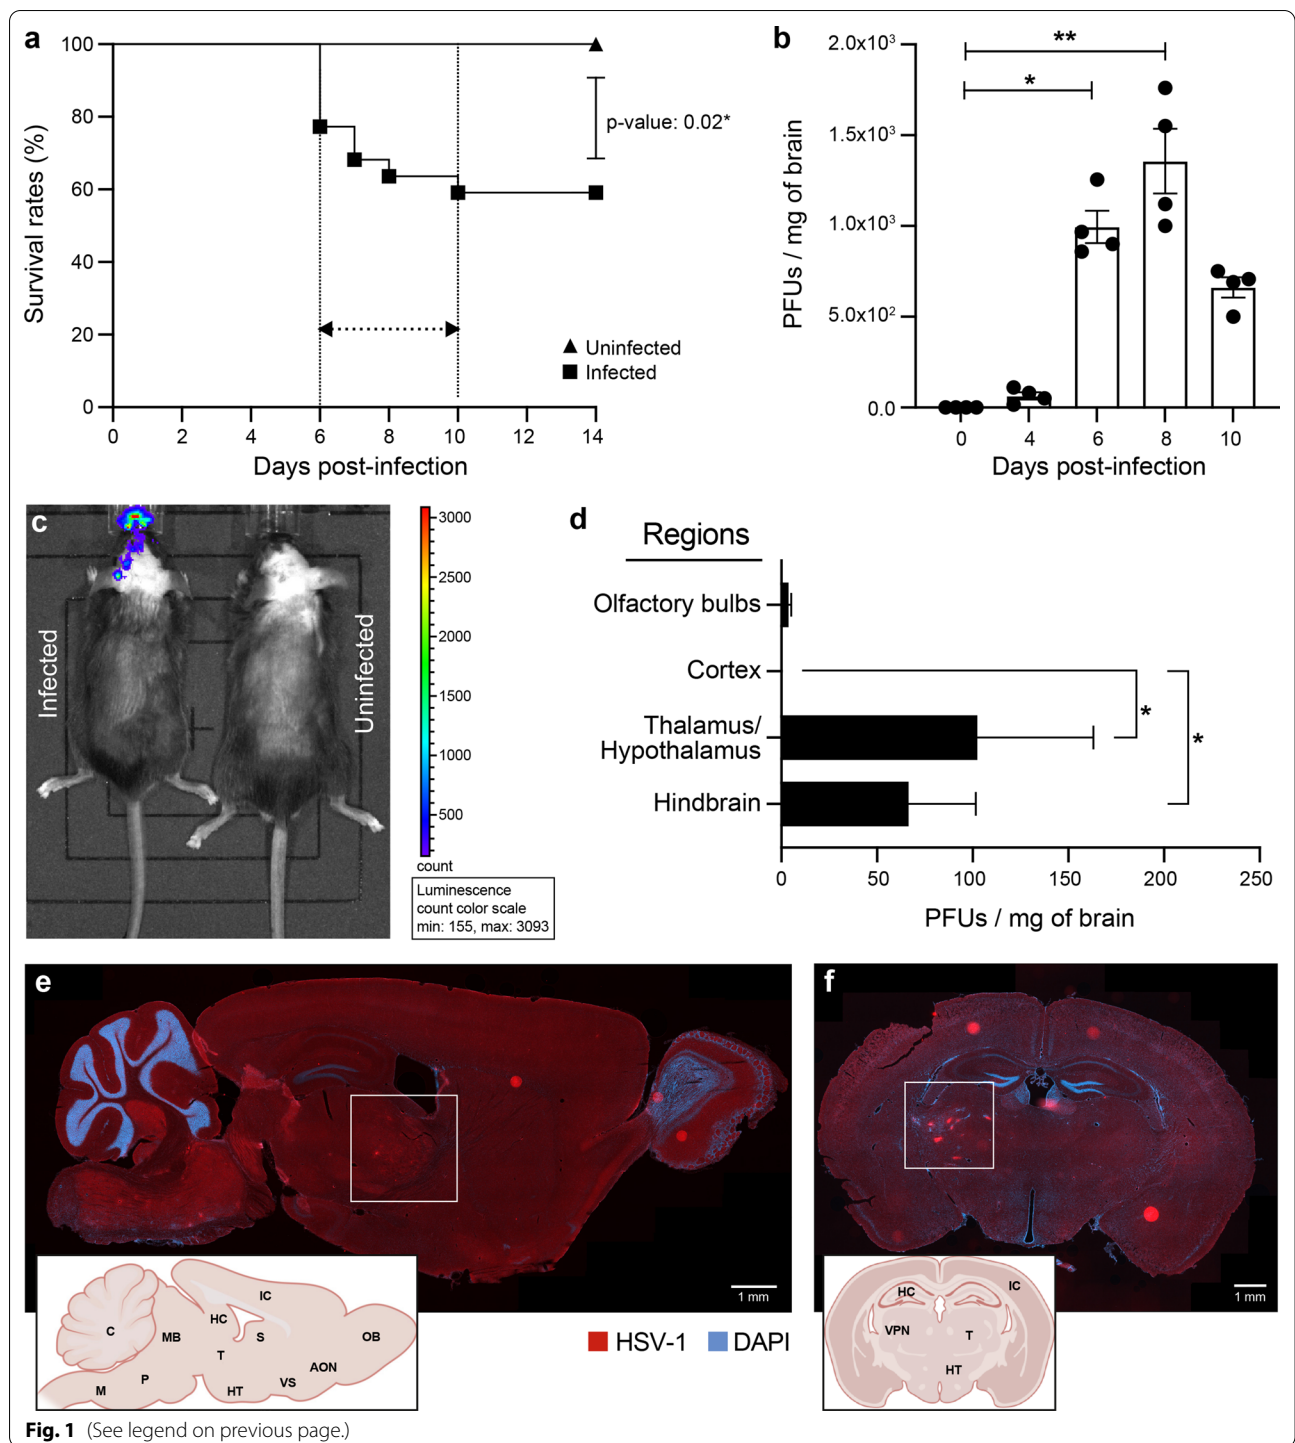 a
100
80
60
40
20
0
Survival rates (%)
0 2 4 6 8 10 12 14
Days post-infection
p-value: 0.02*
Uninfected
Infected
b
**
*
2.0x10³
1.5x10³
1.0x10³
5.0x10²
0.0
PFUs / mg of brain
0 4 6 8 10
Days post-infection
c
Infected
Uninfected
3000
2500
2000
1500
1000
500
count
Luminescence
count color scale
min: 155, max: 3093
d
Regions
Olfactory bulbs
Cortex
Thalamus/
Hypothalamus
Hindbrain
*
*
0 50 100 150 200 250
PFUs / mg of brain
e
1 mm
C
MB
HC
IC
S
T
OB
AON
VS
HT
P
M
f
1 mm
HC
IC
VPN
T
HT
HSV-1 DAPI
Fig. 1 (See legend on previous page.)